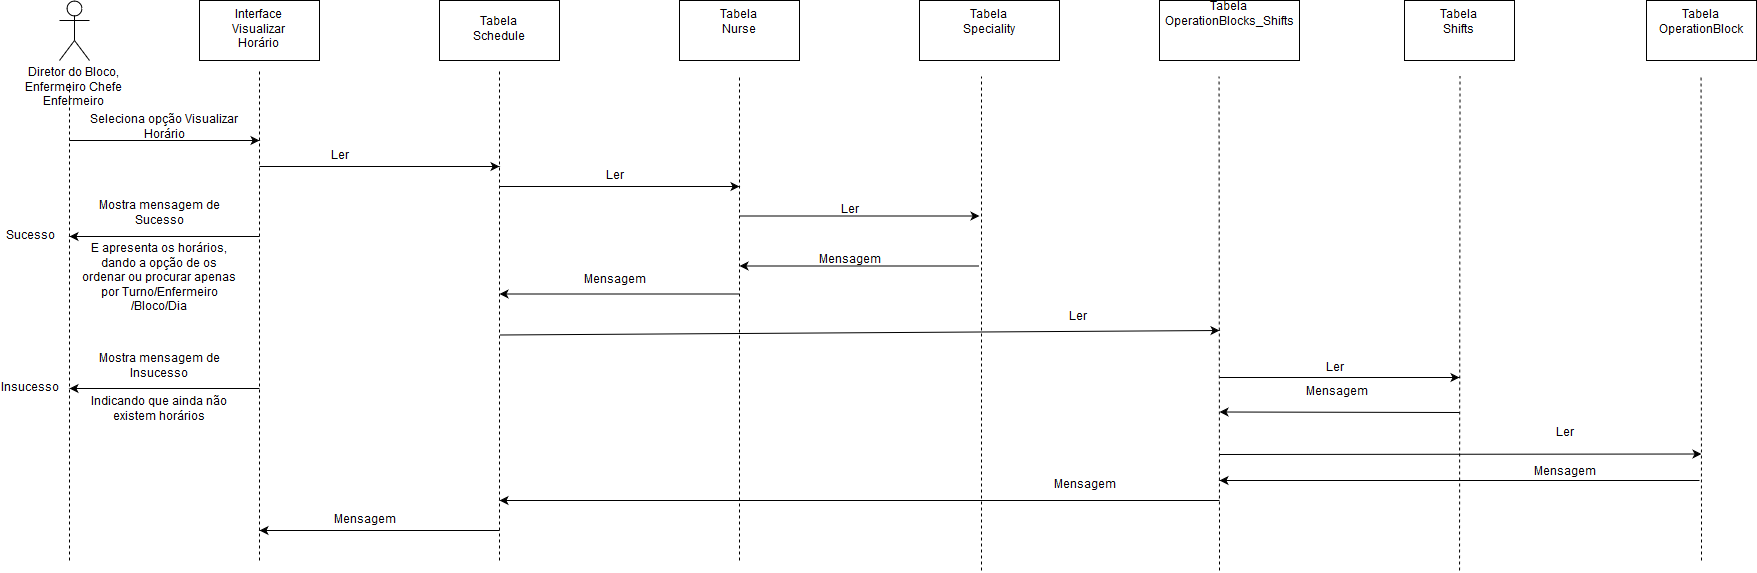 Interface
Visualizar
Horário
Tabela
Schedule
Tabela
Nurse
Tabela
Speciality
Tabela
OperationBlocks_Shifts
Tabela
Shifts
Tabela
OperationBlock
Diretor do Bloco,
Enfermeiro Chefe
Enfermeiro
Seleciona opção Visualizar
Horário
Ler
Ler
Mostra mensagem de
Sucesso
Ler
Sucesso
E apresenta os horários,
dando a opção de os
ordenar ou procurar apenas
por Turno/Enfermeiro
/Bloco/Dia
Mensagem
Mensagem
Ler
Mostra mensagem de
Insucesso
Ler
Insucesso
Mensagem
Indicando que ainda não
existem horários
Ler
Mensagem
Mensagem
Mensagem